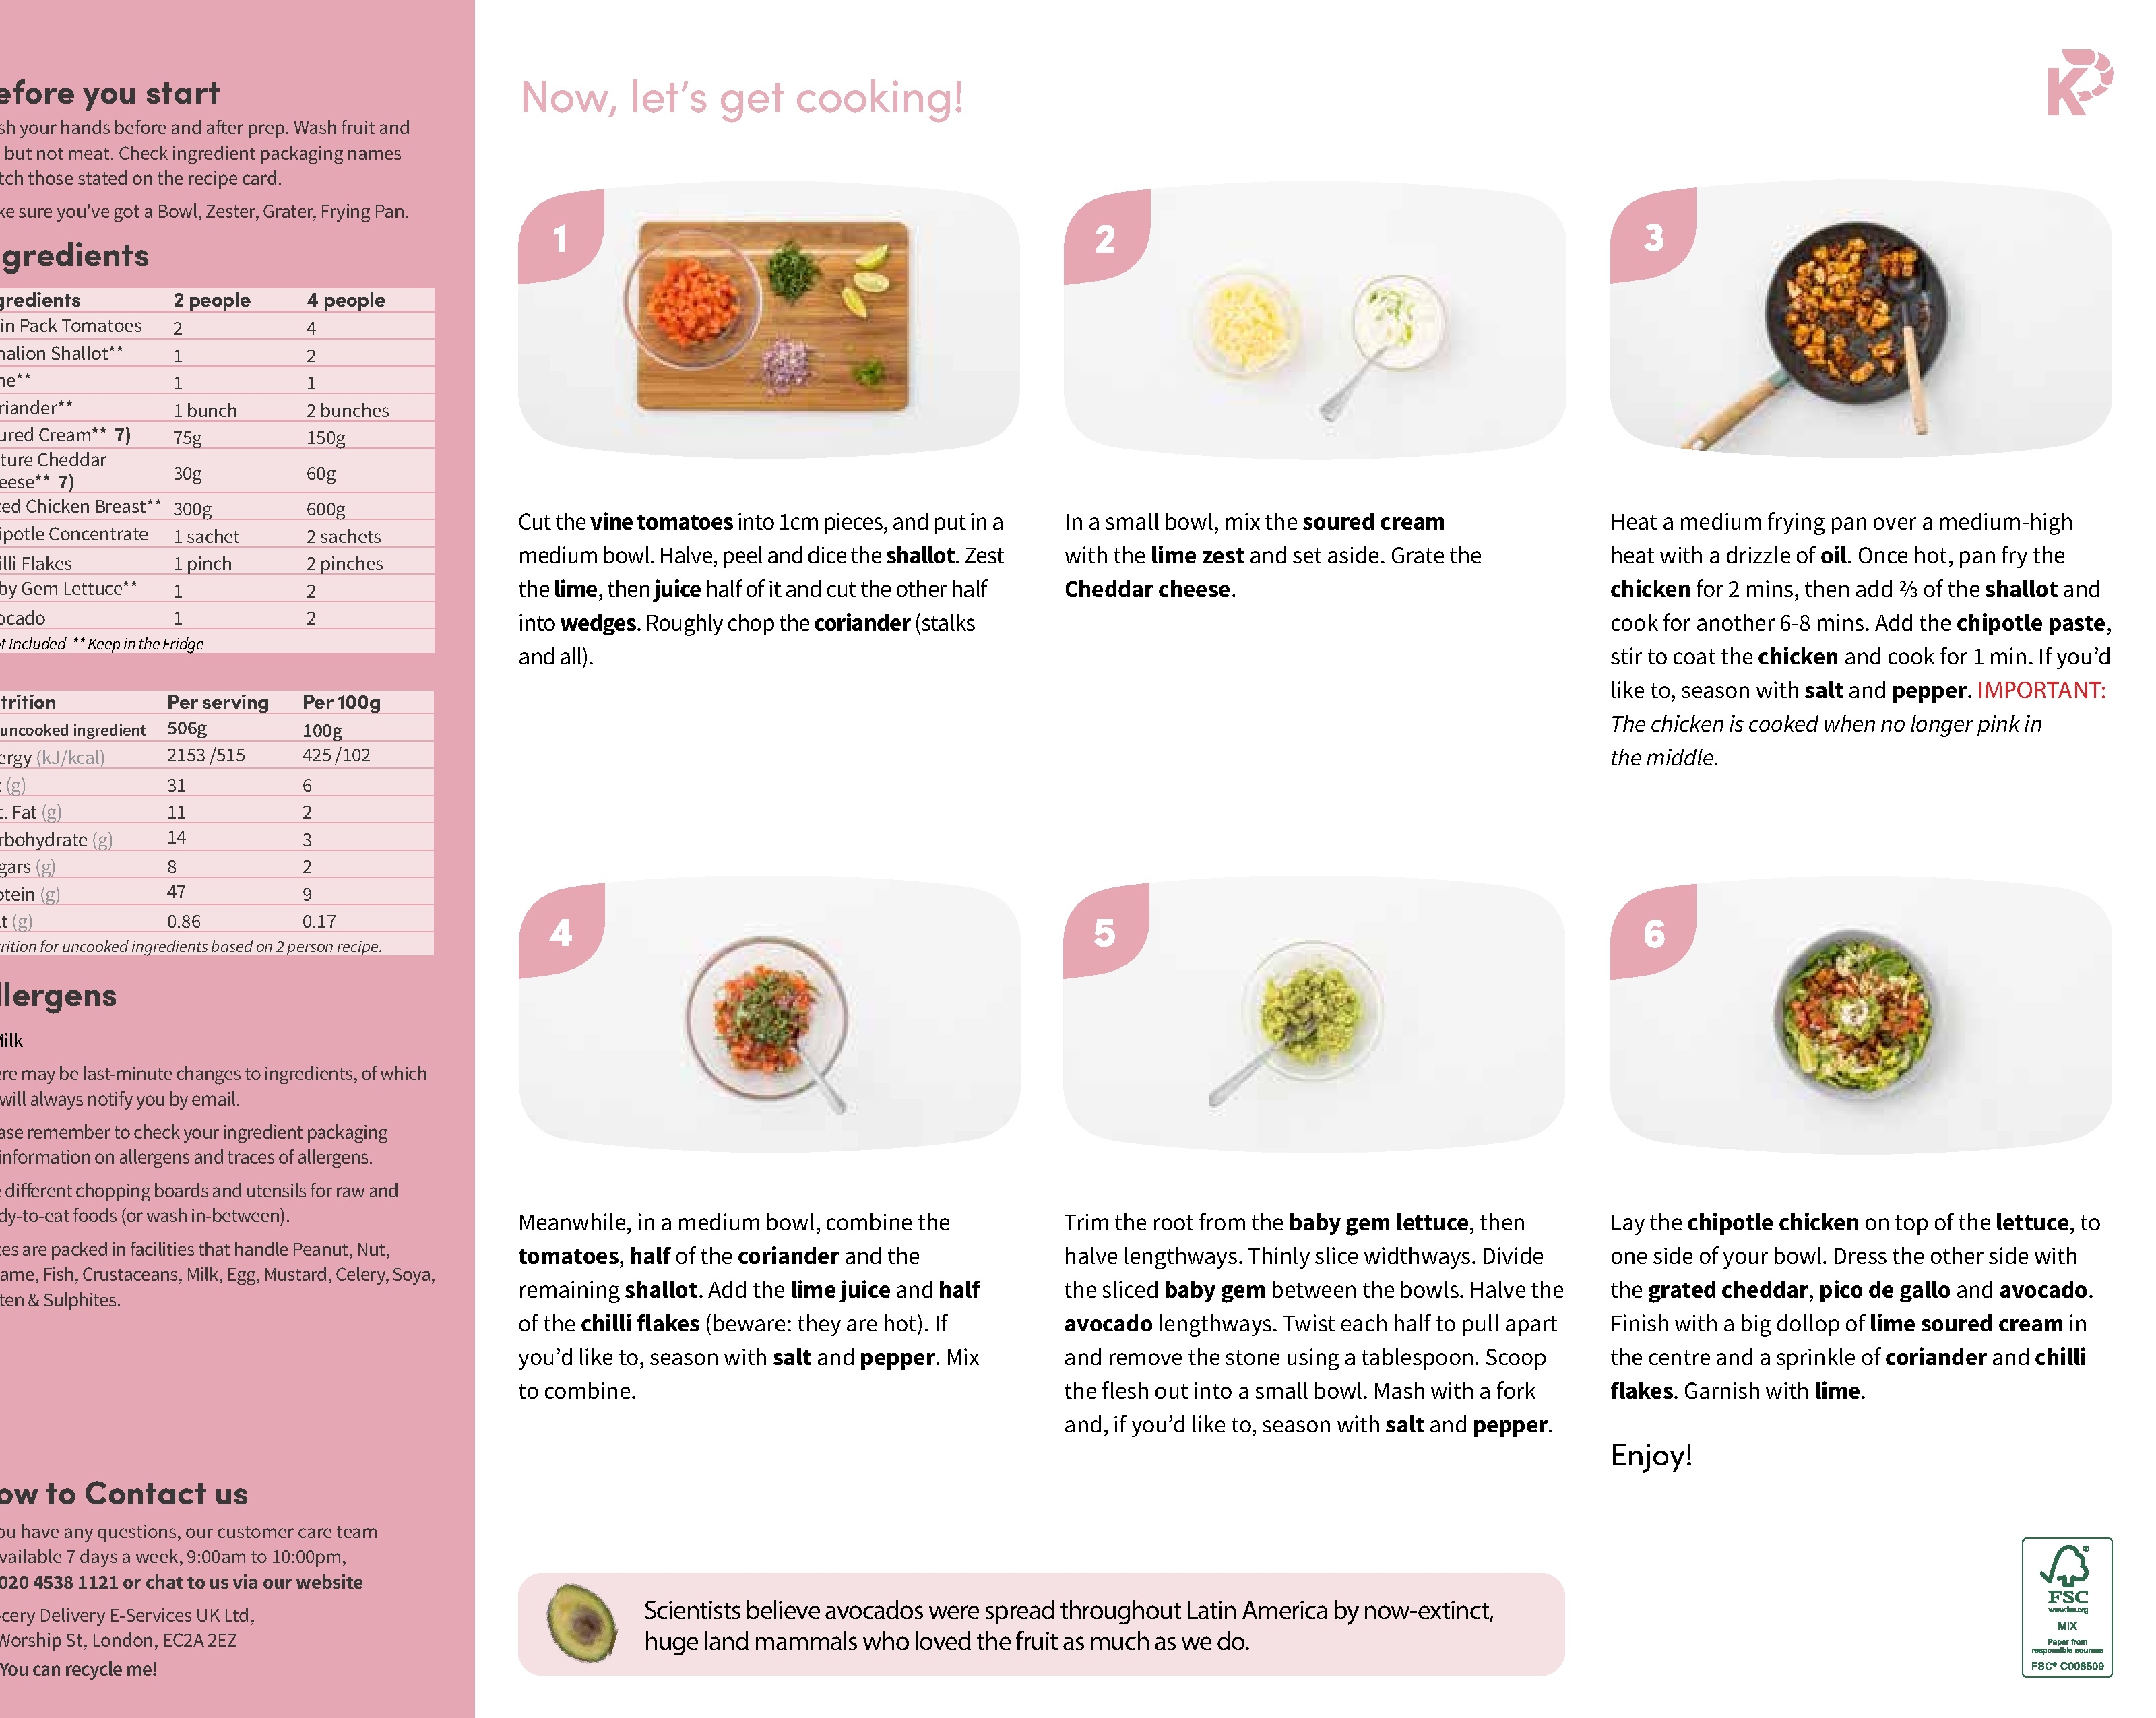 efore you start
sh your hands before and after prep. Wash fruit and
but not meat. Check ingredient packaging names
tch those stated on the recipe card.
ke sure you've got a Bowl, Zester, Grater, Frying Pan.
gredients
gredients 2 people 4 people
in Pack Tomatoes 2 4
nalion Shallot** 1 2
ne** 1 1
riander** 1 bunch 2 bunches
ured Cream** 7) 75g 150g
ture Cheddar
eese** 7) 30g 60g
ced Chicken Breast** 300g 600g
ipotle Concentrate 1 sachet 2 sachets
illi Flakes 1 pinch 2 pinches
by Gem Lettuce** 1 2
ocado 1 2
t Included ** Keep in the Fridge
trition Per serving Per 100g
uncooked ingredient 506g 100g
ergy (kJ/kcal) 2153 /515 425 /102
t (g) 31 6
t. Fat (g) 11 2
rbohydrate (g) 14 3
gars (g) 8 2
otein (g) 47 9
t (g) 0.86 0.17
rition for uncooked ingredients based on 2 person recipe.
llergens
Milk
ere may be last-minute changes to ingredients, of which
will always notify you by email.
ase remember to check your ingredient packaging
information on allergens and traces of allergens.
e different chopping boards and utensils for raw and
dy-to-eat foods (or wash in-between).
es are packed in facilities that handle Peanut, Nut,
ame, Fish, Crustaceans, Milk, Egg, Mustard, Celery, Soya,
ten & Sulphites.
ow to Contact us
ou have any questions, our customer care team
vailable 7 days a week, 9:00am to 10:00pm,
020 4538 1121 or chat to us via our website
cery Delivery E-Services UK Ltd,
Worship St, London, EC2A 2EZ
You can recycle me!
Now, let's get cooking!
K
1
Cut the vine tomatoes into 1cm pieces, and put in a
medium bowl. Halve, peel and dice the shallot. Zest
the lime, then juice half of it and cut the other half
into wedges. Roughly chop the coriander (stalks
and all).
2
In a small bowl, mix the soured cream
with the lime zest and set aside. Grate the
Cheddar cheese.
3
Heat a medium frying pan over a medium-high
heat with a drizzle of oil. Once hot, pan fry the
chicken for 2 mins, then add ⅔ of the shallot and
cook for another 6-8 mins. Add the chipotle paste,
stir to coat the chicken and cook for 1 min. If you'd
like to, season with salt and pepper. IMPORTANT:
The chicken is cooked when no longer pink in
the middle.
4
Meanwhile, in a medium bowl, combine the
tomatoes, half of the coriander and the
remaining shallot. Add the lime juice and half
of the chilli flakes (beware: they are hot). If
you'd like to, season with salt and pepper. Mix
to combine.
5
Trim the root from the baby gem lettuce, then
halve lengthways. Thinly slice widthways. Divide
the sliced baby gem between the bowls. Halve the
avocado lengthways. Twist each half to pull apart
and remove the stone using a tablespoon. Scoop
the flesh out into a small bowl. Mash with a fork
and, if you'd like to, season with salt and pepper.
6
Lay the chipotle chicken on top of the lettuce, to
one side of your bowl. Dress the other side with
the grated cheddar, pico de gallo and avocado.
Finish with a big dollop of lime soured cream in
the centre and a sprinkle of coriander and chilli
flakes. Garnish with lime.
Enjoy!
Scientists believe avocados were spread throughout Latin America by now-extinct,
huge land mammals who loved the fruit as much as we do.
FSC
www.fsc.org
MIX
Paper from
responsible sources
FSC® C006509